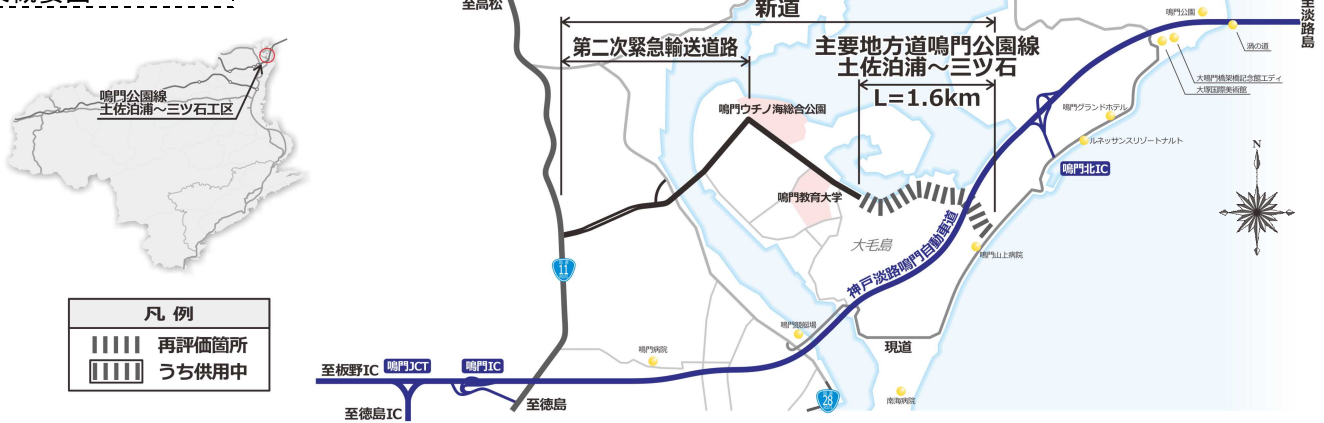 至高松
新道
至淡路島
鳴門公園
渦の道
第二次緊急輸送道路
主要地方道鳴門公園線
土佐泊浦～三ツ石
L=1.6km
大鳴門橋架橋記念館エディ
大塚国際美術館
鳴門公園線
土佐泊浦～三ツ石工区
鳴門ウチノ海総合公園
鳴門グランドホテル
ルネッサンスリゾートナルト
N
鳴門北IC
鳴門教育大学
大毛島
神戸淡路鳴門自動車道
鳴門山上病院
11
凡 例
再評価箇所
うち供用中
鳴門競艇場
鳴門病院
現道
至板野IC
鳴門JCT
鳴門IC
至徳島
至徳島IC
28
南海病院